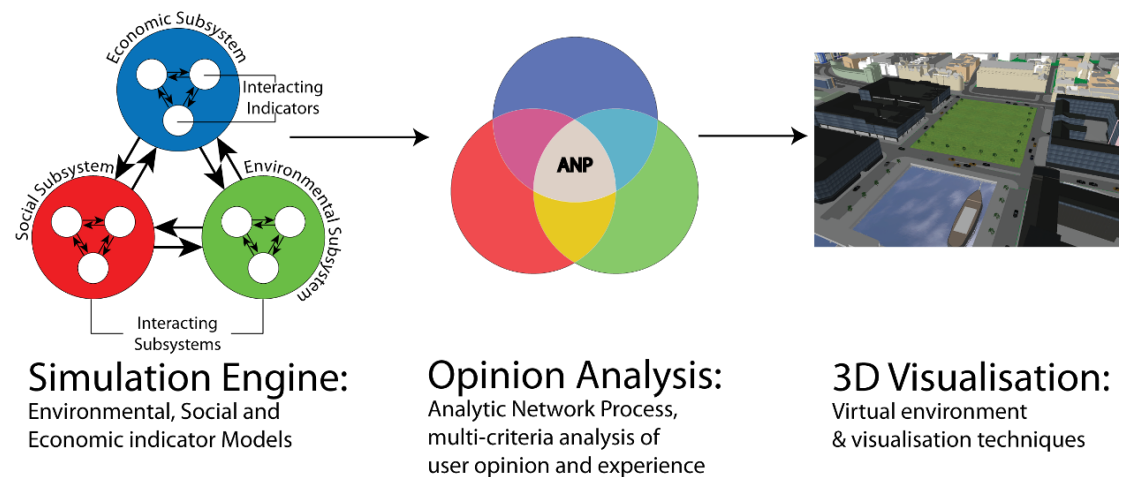 Economic Subsystem
Interacting
Indicators
Social Subsystem
Environmental Subsystem
Interacting
Subsystems
ANP
Simulation Engine:
Environmental, Social and
Economic indicator Models
Opinion Analysis:
Analytic Network Process,
multi-criteria analysis of
user opinion and experience
3D Visualisation:
Virtual environment
& visualisation techniques